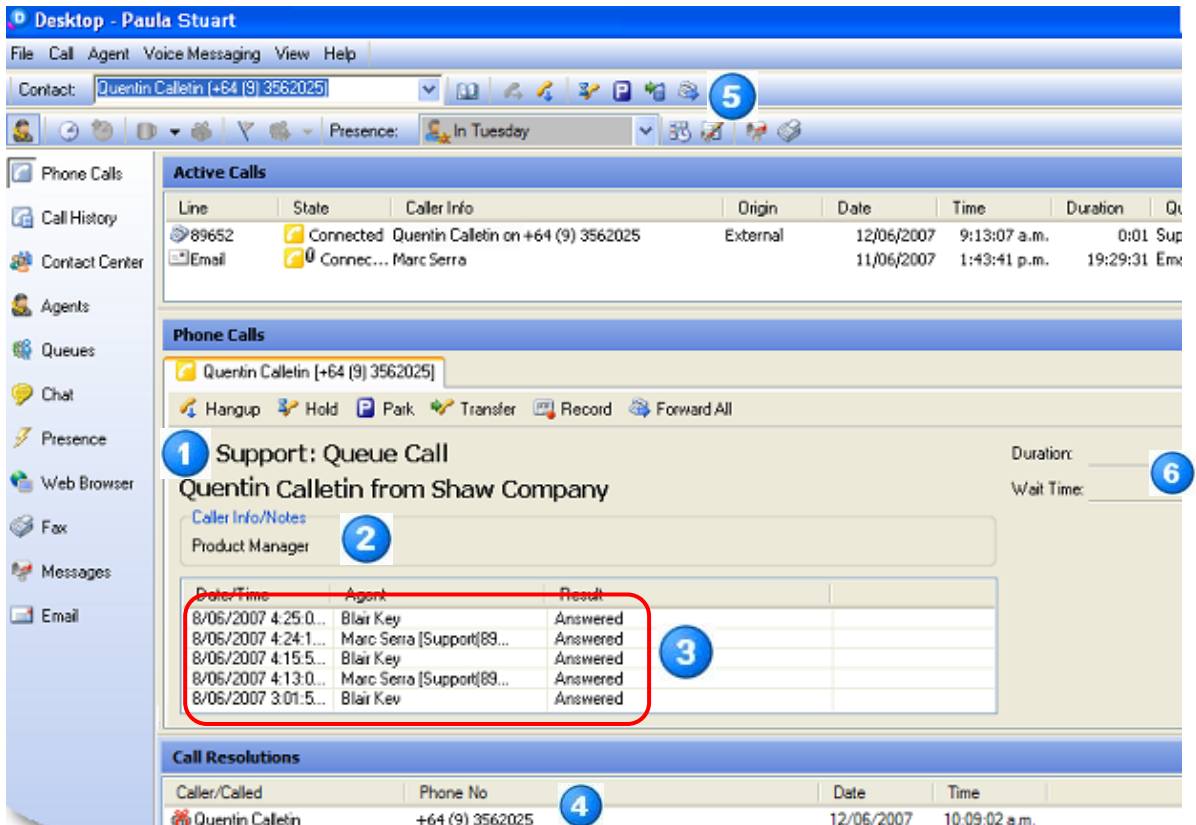 Desktop - Paula Stuart
File Call Agent Voice Messaging View Help
Contact: Quentin Calletin [+64 (9) 3562025]
5
Presence: In Tuesday
Phone Calls
Call History
Contact Center
Agents
Queues
Chat
Presence
Web Browser
Fax
Messages
Email
Active Calls
Line State Caller Info Origin Date Time Duration Qu
89652 Connected Quentin Calletin on +64 (9) 3562025 External 12/06/2007 9:13:07 a.m. 0:01 Sup
Email Connec... Marc Serra 11/06/2007 1:43:41 p.m. 19:29:31 Ema
Phone Calls
Quentin Calletin [+64 (9) 3562025]
Hangup Hold P Park Transfer Record Forward All
1 Support: Queue Call
Duration:
6
Quentin Calletin from Shaw Company
Wait Time:
Caller Info/Notes
Product Manager
2
Date/Time Agent Result
8/06/2007 4:25:0... Blair Key Answered
8/06/2007 4:24:1... Marc Serra [Support(89... Answered
8/06/2007 4:15:5... Blair Key Answered
3
8/06/2007 4:13:0... Marc Serra [Support(89... Answered
8/06/2007 3:01:5... Blair Key Answered
Call Resolutions
Caller/Called Phone No Date Time
4
Quentin Calletin +64 (9) 3562025 12/06/2007 10:09:02 a.m.